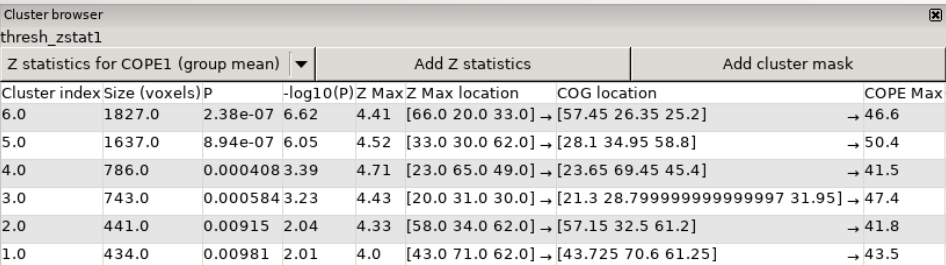 Cluster browser
thresh_zstat1
Z statistics for COPE1 (group mean) Add Z statistics Add cluster mask
Cluster index Size (voxels) P -log10(P) Z Max Z Max location COG location COPE Max
6.0 1827.0 2.38e-07 6.62 4.41 [66.0 20.0 33.0] → [57.45 26.35 25.2] → 46.6
5.0 1637.0 8.94e-07 6.05 4.52 [33.0 30.0 62.0] → [28.1 34.95 58.8] → 50.4
4.0 786.0 0.000408 3.39 4.71 [23.0 65.0 49.0] → [23.65 69.45 45.4] → 41.5
3.0 743.0 0.000584 3.23 4.43 [20.0 31.0 30.0] → [21.3 28.799999999999997 31.95] → 47.4
2.0 441.0 0.00915 2.04 4.33 [58.0 34.0 62.0] → [57.15 32.5 61.2] → 41.8
1.0 434.0 0.00981 2.01 4.0 [43.0 71.0 62.0] → [43.725 70.6 61.25] → 43.5